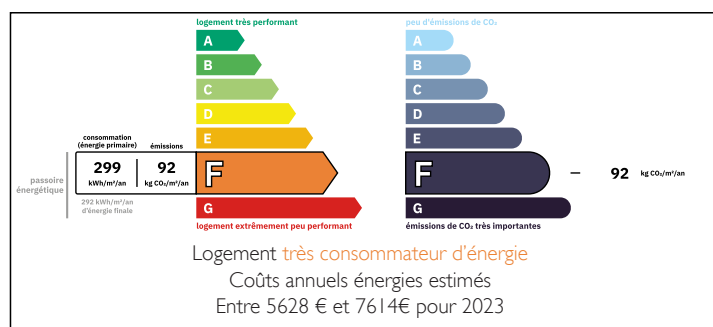 logement très performant
A
B
C
D
E
consommation
(énergie primaire)
émissions
passoire
énergétique
299
kWh/m²/an
92
kg CO₂/m²/an
F
292 kWh/m²/an
d'énergie finale
G
logement extrêmement peu performant
peu d'émissions de CO₂
A
B
C
D
E
F
92 kg CO₂/m²/an
G
émissions de CO₂ très importantes
Logement très consommateur d'énergie
Coûts annuels énergies estimés
Entre 5628 € et 7614€ pour 2023